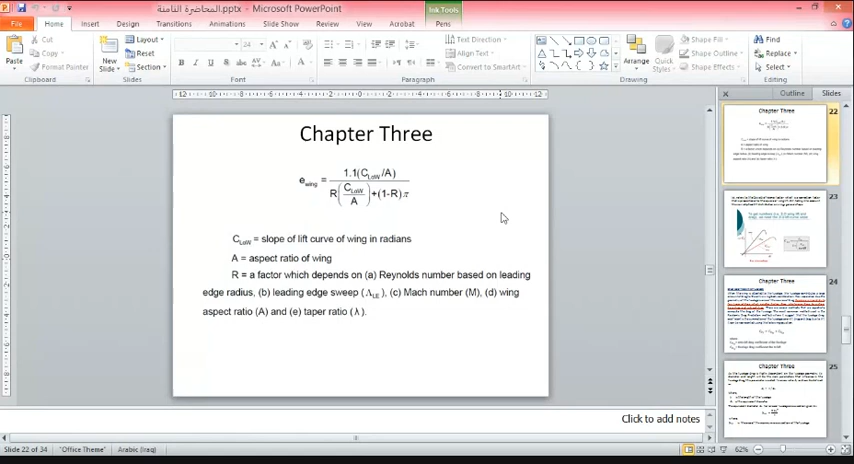 المحاضرة الثامنة.pptx - Microsoft PowerPoint
Ink Tools
File Home Insert Design Transitions Animations Slide Show Review View Acrobat Pens
Cut
Copy
Format Painter
Paste
Clipboard
New Slide
Layout
Reset
Section
Slides
24
Font
Text Direction
Align Text
Convert to SmartArt
Paragraph
Arrange
Quick Styles
Shape Fill
Shape Outline
Shape Effects
Drawing
Find
Replace
Select
Editing
Outline Slides
Chapter Three
e_wing = 1.1(C_LαW/A) / (R(C_LαW/A)+(1-R)π)
C_LαW = slope of lift curve of wing in radians
A = aspect ratio of wing
R = a factor which depends on (a) Reynolds number based on leading
edge radius, (b) leading edge sweep (Λ_LE), (c) Mach number (M), (d) wing
aspect ratio (A) and (e) taper ratio (λ).
22
Chapter Three
23
24
Chapter Three
25
Chapter Three
Click to add notes
Slide 22 of 34 "Office Theme" Arabic (Iraq) 62%